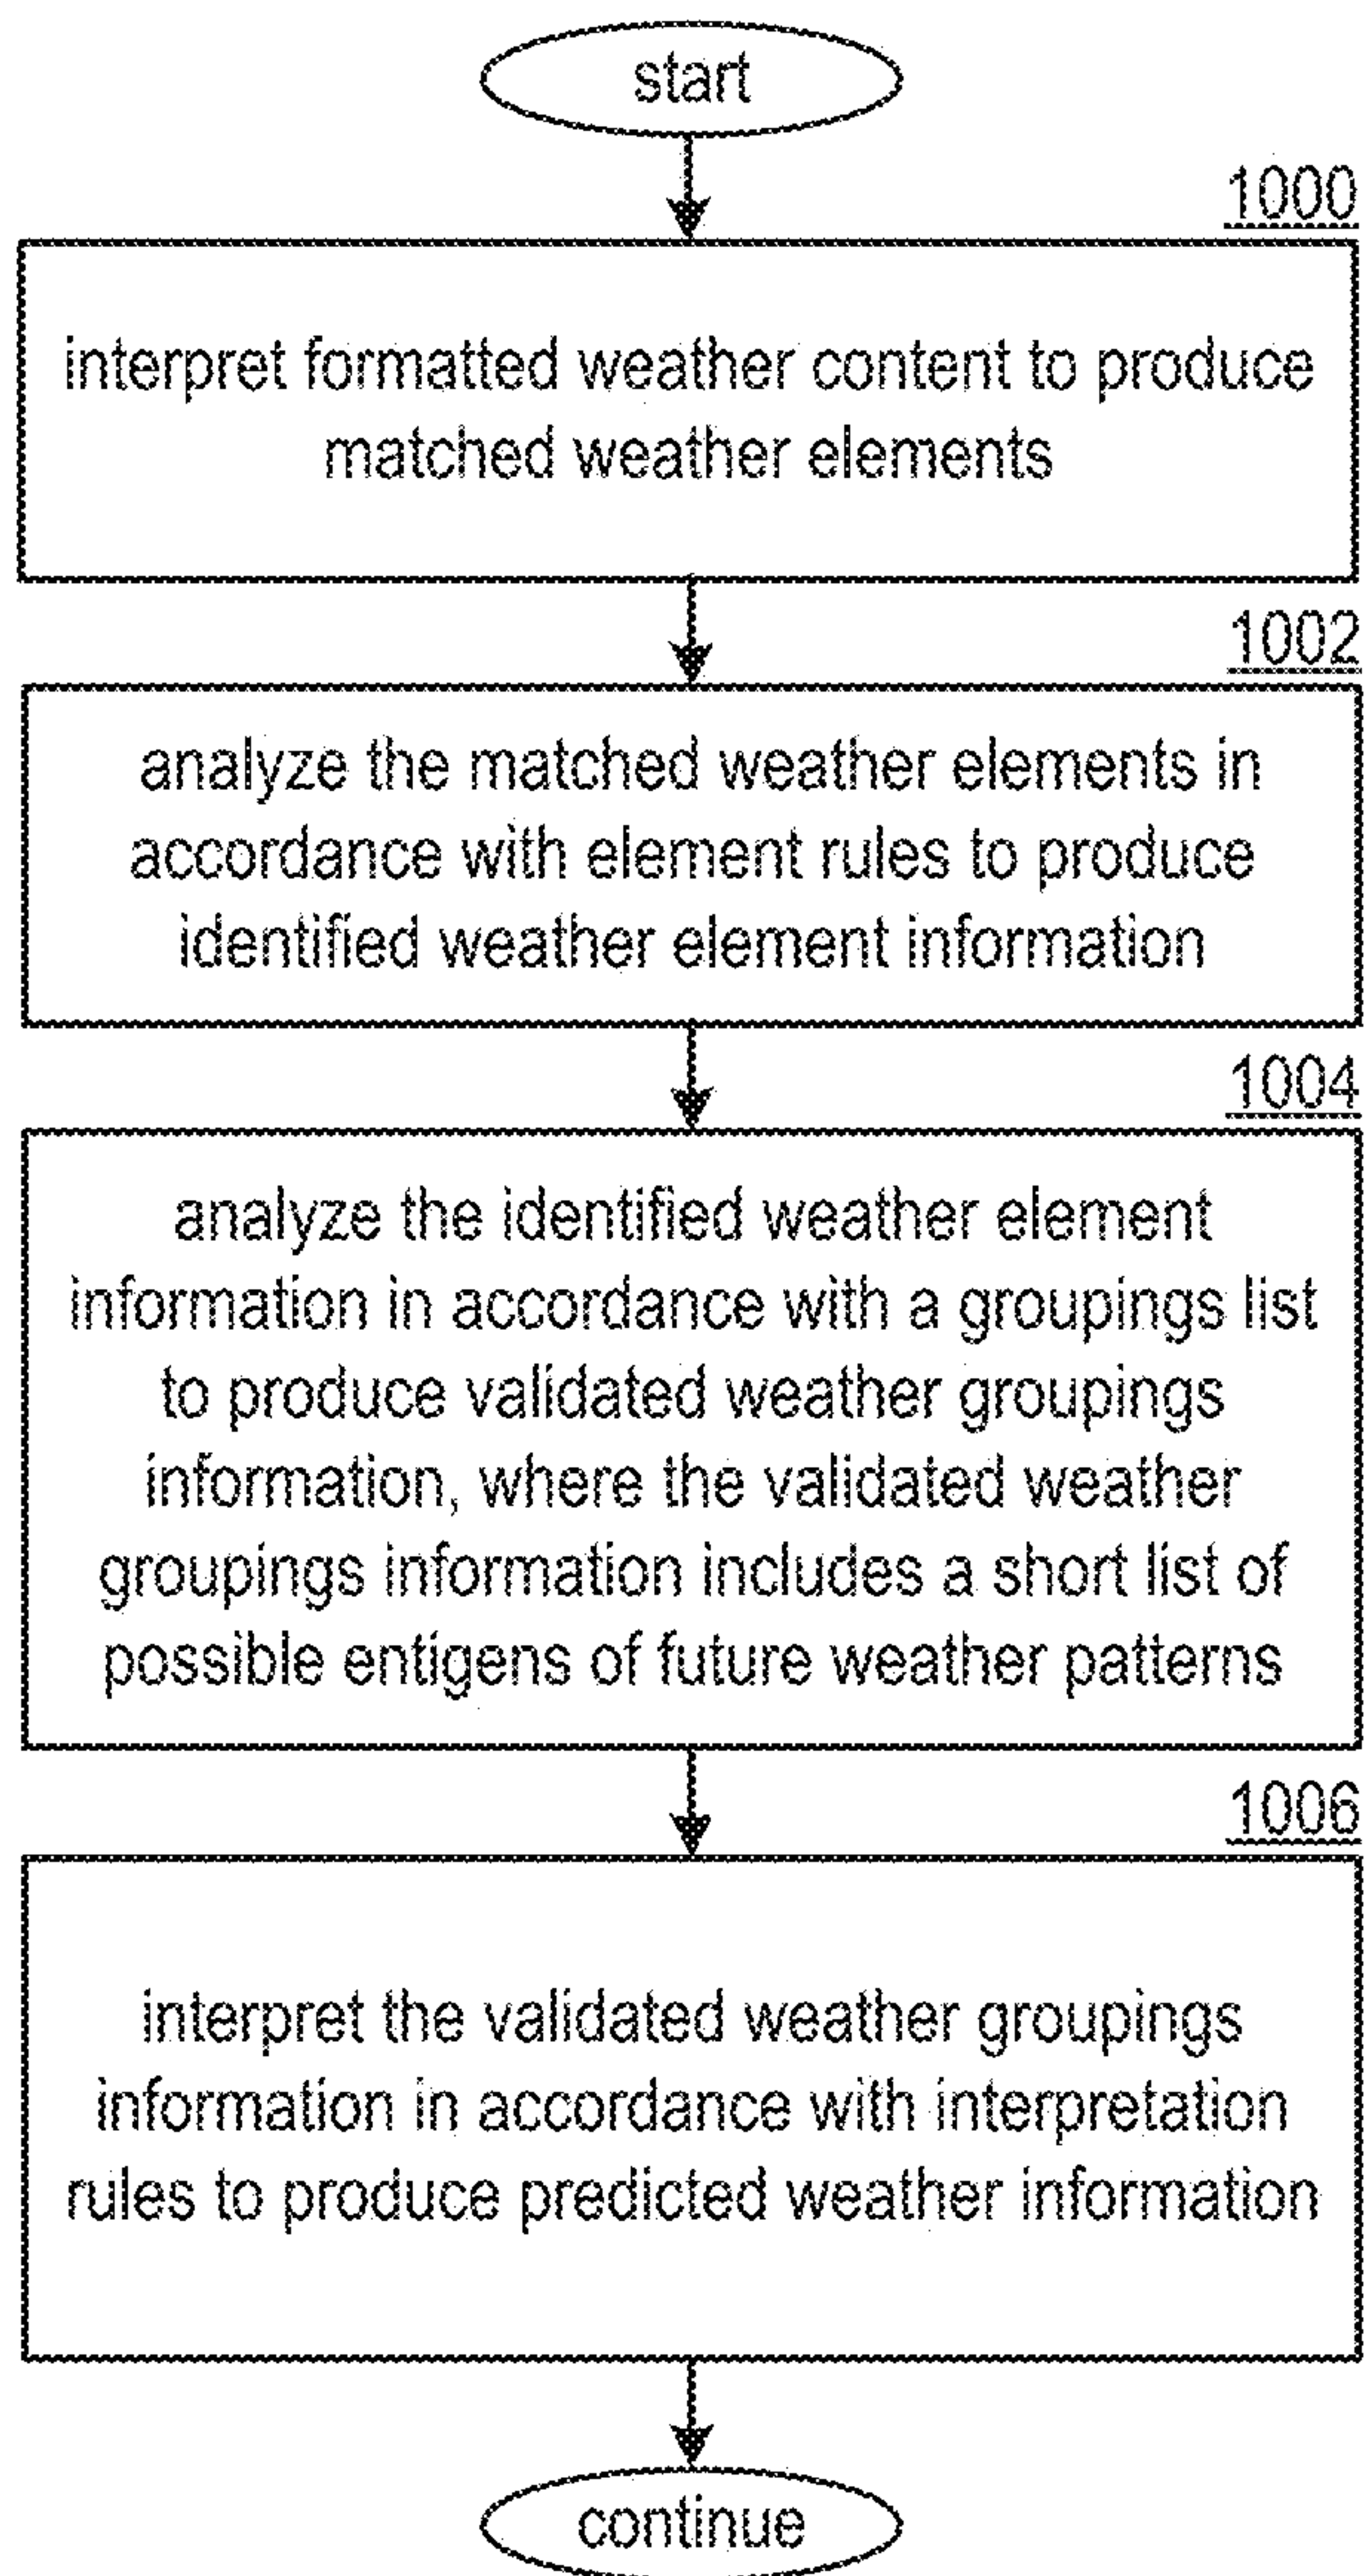 start
1000
interpret formatted weather content to produce
matched weather elements
1002
analyze the matched weather elements in
accordance with element rules to produce
identified weather element information
1004
analyze the identified weather element
information in accordance with a groupings list
to produce validated weather groupings
information, where the validated weather
groupings information includes a short list of
possible entigens of future weather patterns
1006
interpret the validated weather groupings
information in accordance with interpretation
rules to produce predicted weather information
continue